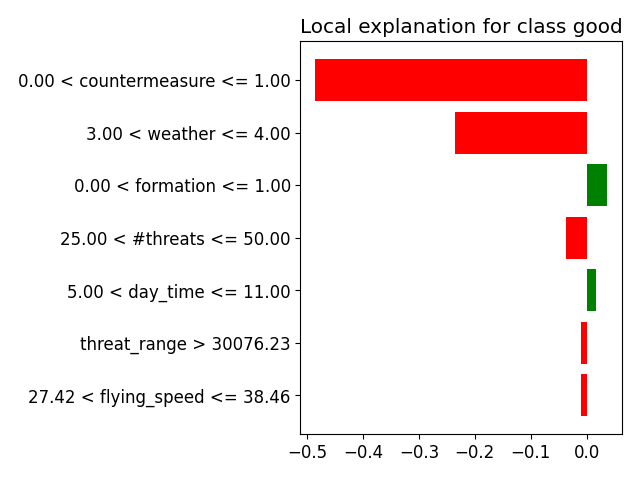 Local explanation for class good
0.00 < countermeasure <= 1.00
3.00 < weather <= 4.00
0.00 < formation <= 1.00
25.00 < #threats <= 50.00
5.00 < day_time <= 11.00
threat_range > 30076.23
27.42 < flying_speed <= 38.46
−0.5 −0.4 −0.3 −0.2 −0.1 0.0